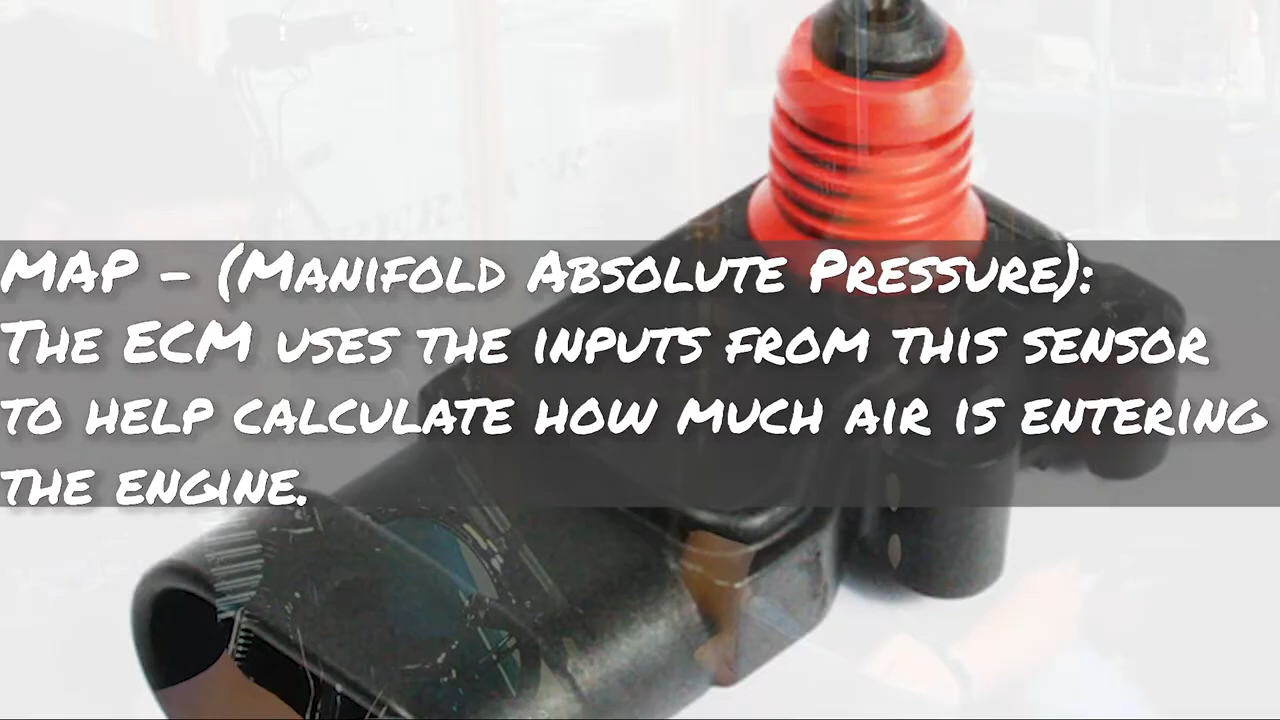 MAP - (Manifold Absolute Pressure):
The ECM uses the inputs from this sensor
to help calculate how much air is entering
the engine.